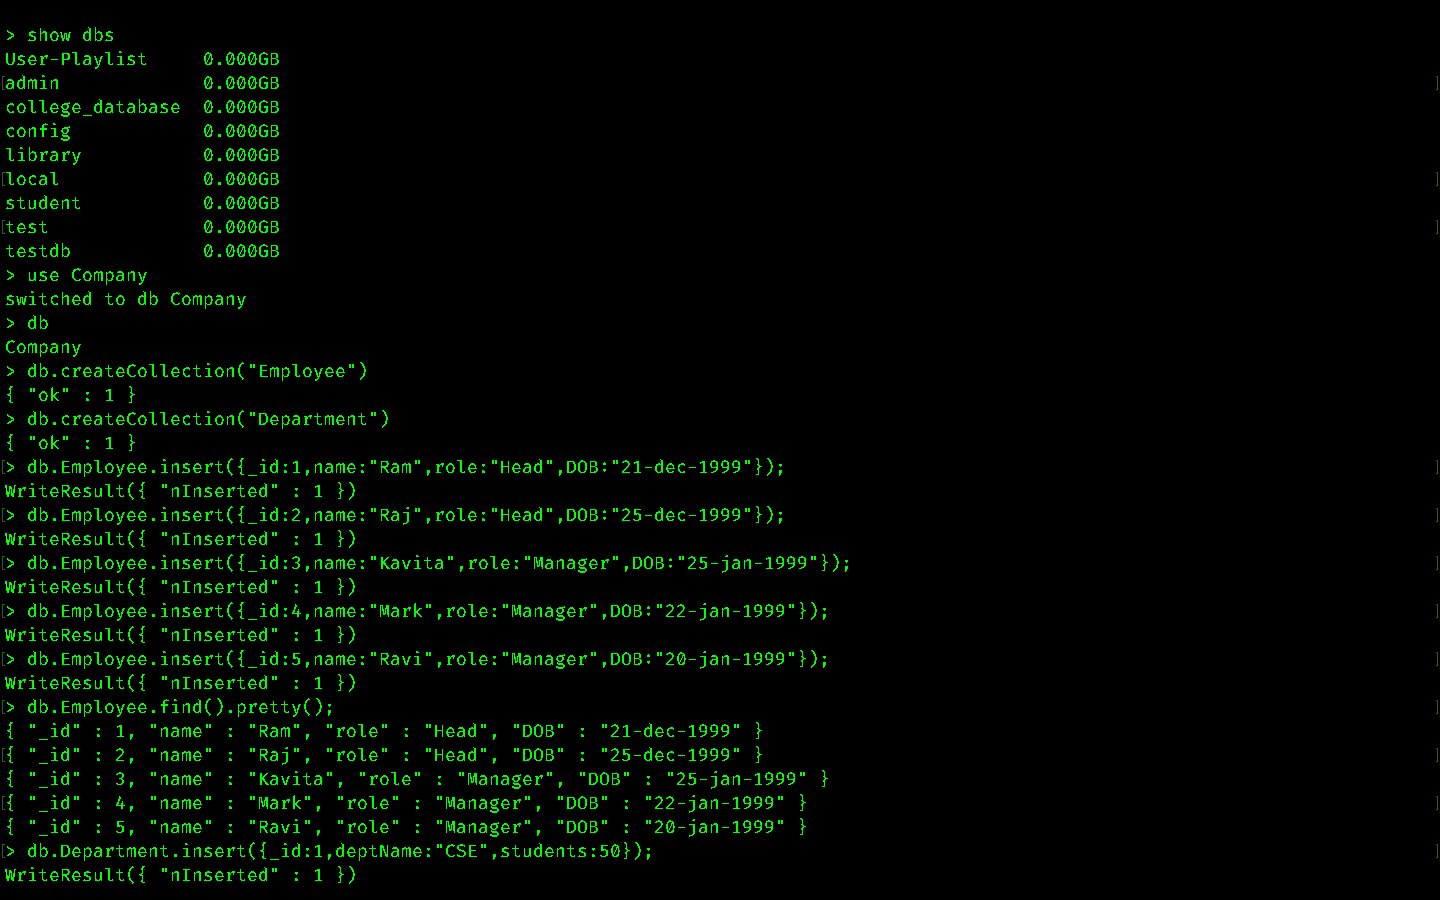 > show dbs
User-Playlist     0.000GB
admin             0.000GB
college_database  0.000GB
config            0.000GB
library           0.000GB
local             0.000GB
student           0.000GB
test              0.000GB
testdb            0.000GB
> use Company
switched to db Company
> db
Company
> db.createCollection("Employee")
{ "ok" : 1 }
> db.createCollection("Department")
{ "ok" : 1 }
> db.Employee.insert({_id:1,name:"Ram",role:"Head",DOB:"21-dec-1999"});
WriteResult({ "nInserted" : 1 })
> db.Employee.insert({_id:2,name:"Raj",role:"Head",DOB:"25-dec-1999"});
WriteResult({ "nInserted" : 1 })
> db.Employee.insert({_id:3,name:"Kavita",role:"Manager",DOB:"25-jan-1999"});
WriteResult({ "nInserted" : 1 })
> db.Employee.insert({_id:4,name:"Mark",role:"Manager",DOB:"22-jan-1999"});
WriteResult({ "nInserted" : 1 })
> db.Employee.insert({_id:5,name:"Ravi",role:"Manager",DOB:"20-jan-1999"});
WriteResult({ "nInserted" : 1 })
> db.Employee.find().pretty();
{ "_id" : 1, "name" : "Ram", "role" : "Head", "DOB" : "21-dec-1999" }
{ "_id" : 2, "name" : "Raj", "role" : "Head", "DOB" : "25-dec-1999" }
{ "_id" : 3, "name" : "Kavita", "role" : "Manager", "DOB" : "25-jan-1999" }
{ "_id" : 4, "name" : "Mark", "role" : "Manager", "DOB" : "22-jan-1999" }
{ "_id" : 5, "name" : "Ravi", "role" : "Manager", "DOB" : "20-jan-1999" }
> db.Department.insert({_id:1,deptName:"CSE",students:50});
WriteResult({ "nInserted" : 1 })